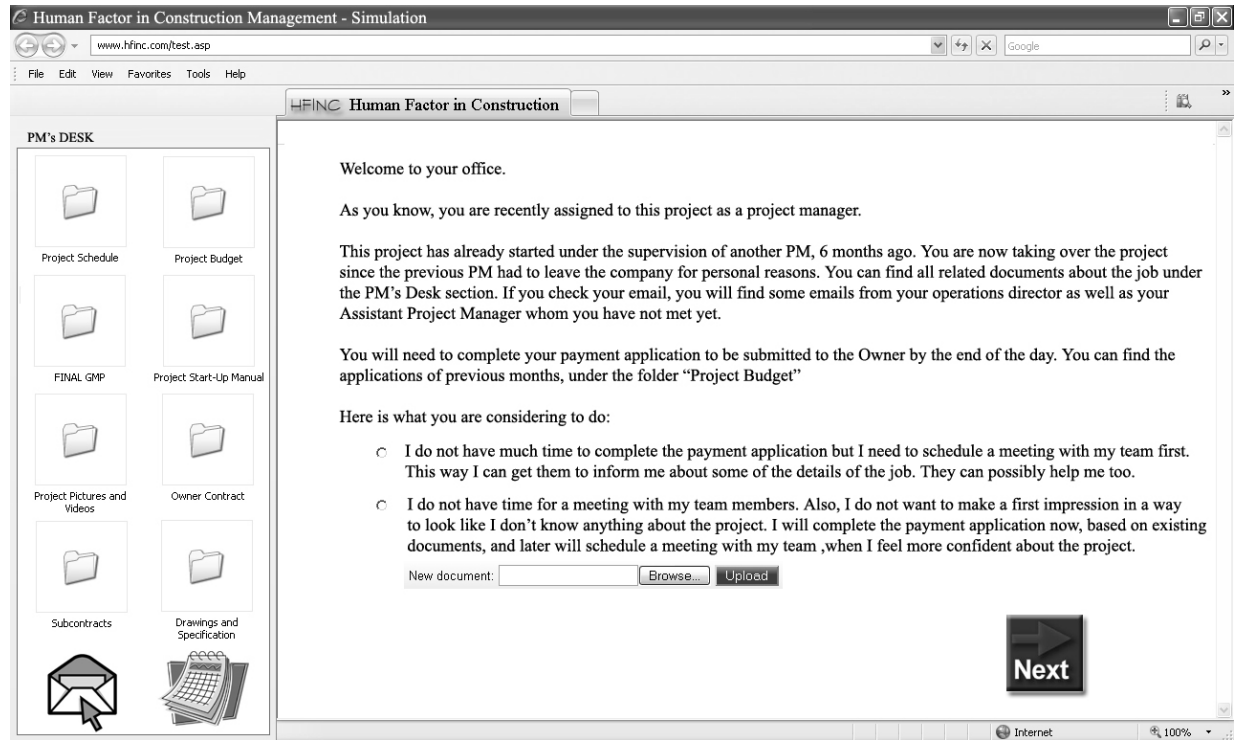 Human Factor in Construction Management - Simulation
www.hfinc.com/test.asp
Google
File Edit View Favorites Tools Help
HFINC Human Factor in Construction
PM's DESK
Project Schedule
Project Budget
FINAL GMP
Project Start-Up Manual
Project Pictures and
Videos
Owner Contract
Subcontracts
Drawings and
Specification
Welcome to your office.
As you know, you are recently assigned to this project as a project manager.
This project has already started under the supervision of another PM, 6 months ago. You are now taking over the project
since the previous PM had to leave the company for personal reasons. You can find all related documents about the job under
the PM's Desk section. If you check your email, you will find some emails from your operations director as well as your
Assistant Project Manager whom you have not met yet.
You will need to complete your payment application to be submitted to the Owner by the end of the day. You can find the
applications of previous months, under the folder “Project Budget”
Here is what you are considering to do:
I do not have much time to complete the payment application but I need to schedule a meeting with my team first.
This way I can get them to inform me about some of the details of the job. They can possibly help me too.
I do not have time for a meeting with my team members. Also, I do not want to make a first impression in a way
to look like I don't know anything about the project. I will complete the payment application now, based on existing
documents, and later will schedule a meeting with my team ,when I feel more confident about the project.
New document: Browse... Upload
Next
Internet 100%